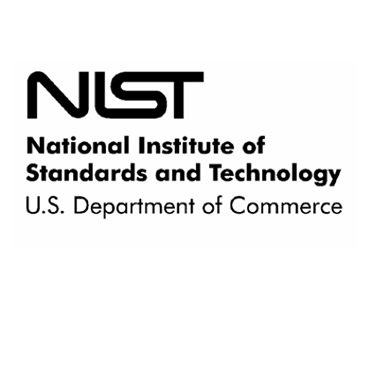 NIST
National Institute of
Standards and Technology
U.S. Department of Commerce